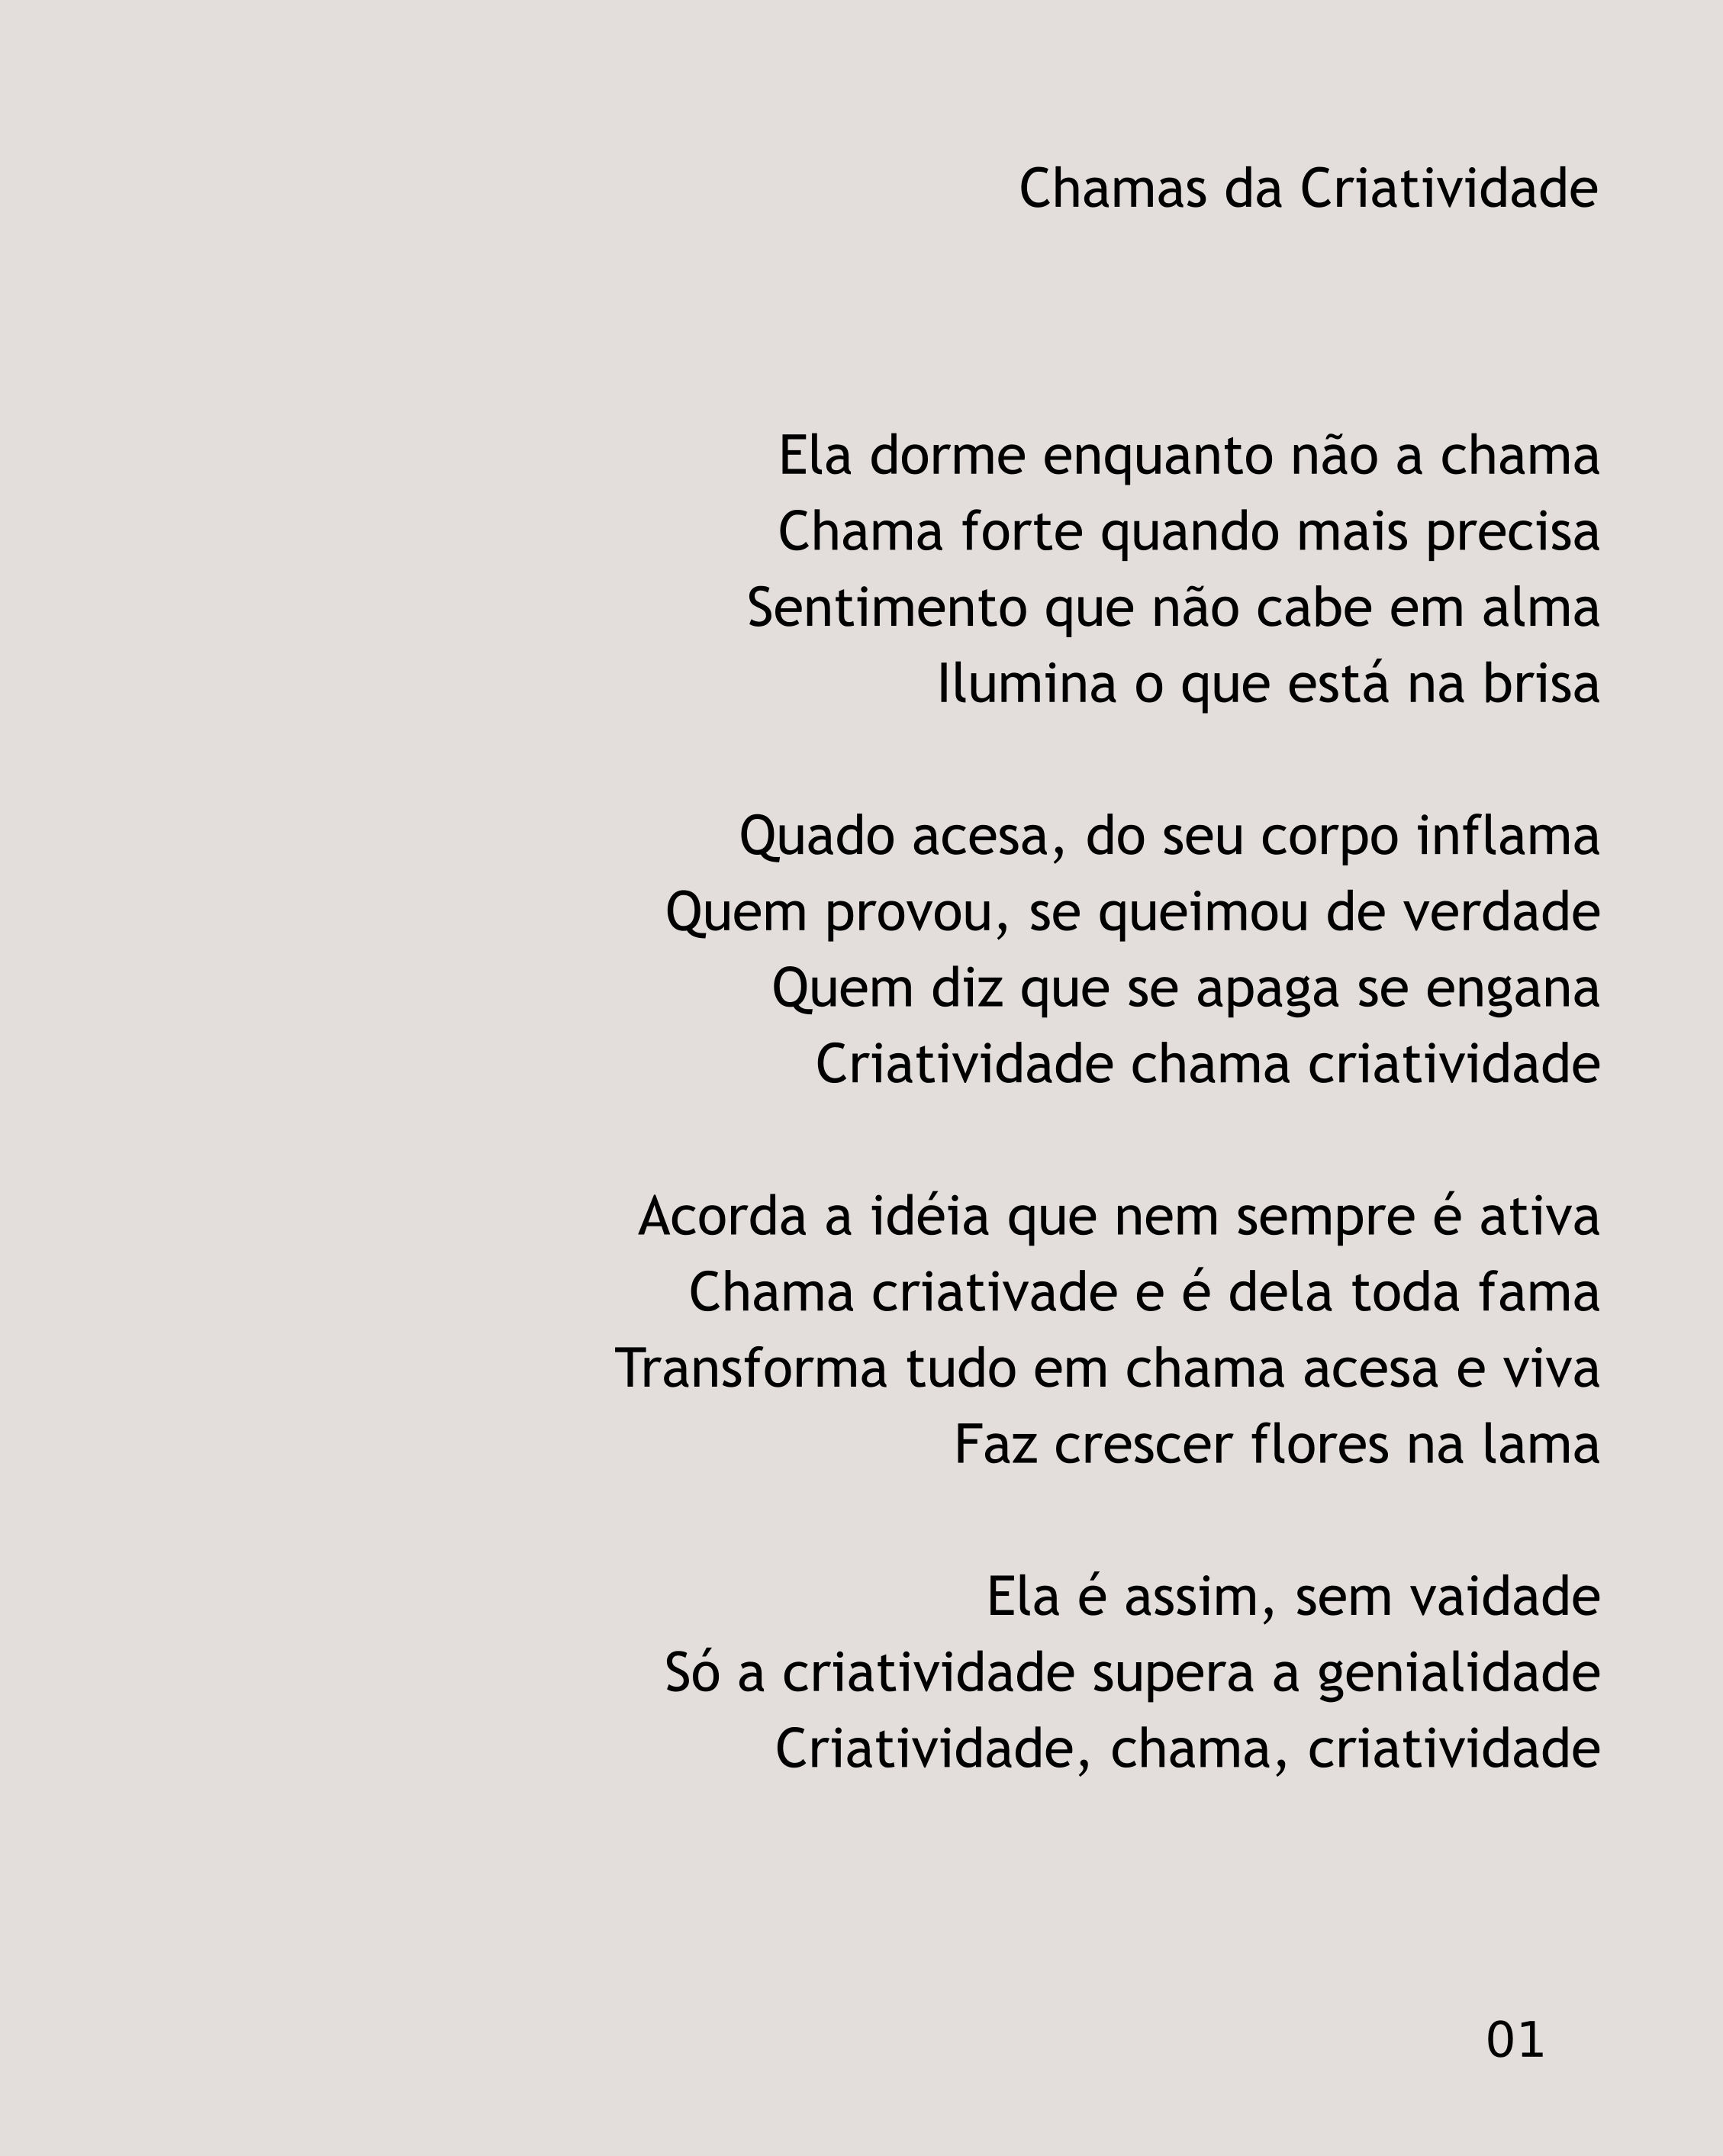 Chamas da Criatividade
Ela dorme enquanto não a chama
Chama forte quando mais precisa
Sentimento que não cabe em alma
Ilumina o que está na brisa
Quado acesa, do seu corpo inflama
Quem provou, se queimou de verdade
Quem diz que se apaga se engana
Criatividade chama criatividade
Acorda a idéia que nem sempre é ativa
Chama criativade e é dela toda fama
Transforma tudo em chama acesa e viva
Faz crescer flores na lama
Ela é assim, sem vaidade
Só a criatividade supera a genialidade
Criatividade, chama, criatividade
01